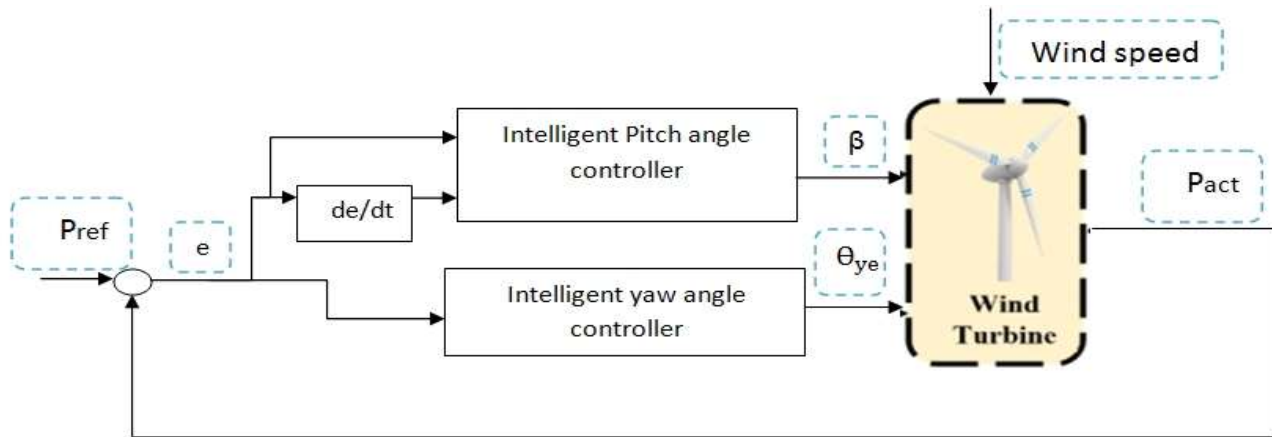 Wind speed
Intelligent Pitch angle
controller
β
Pact
de/dt
Pref
e
θye
Intelligent yaw angle
controller
Wind
Turbine